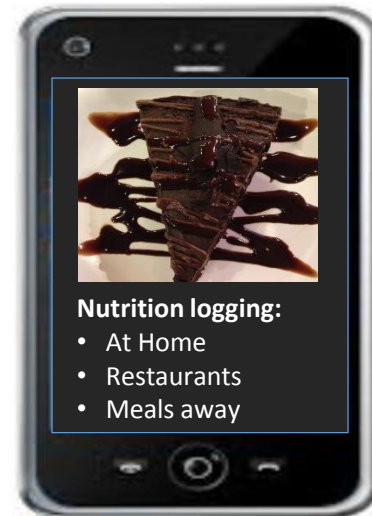 Nutrition logging:
• At Home
• Restaurants
• Meals away